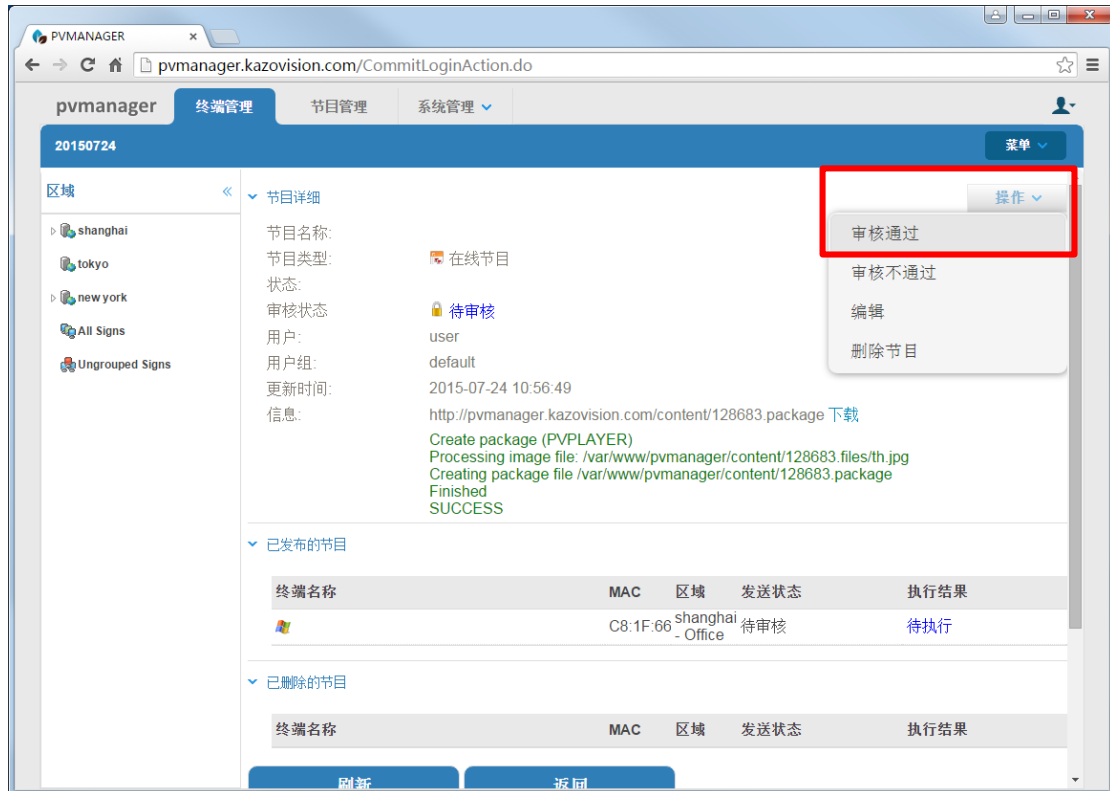 PVMANAGER
pvmanager.kazovision.com/CommitLoginAction.do
pvmanager 终端管理 节目管理 系统管理
20150724 菜单
区域
shanghai
tokyo
new york
All Signs
Ungrouped Signs
节目详细 操作
审核通过
审核不通过
编辑
删除节目
节目名称:
节目类型: 在线节目
状态:
审核状态 待审核
用户: user
用户组: default
更新时间: 2015-07-24 10:56:49
信息: http://pvmanager.kazovision.com/content/128683.package 下载
Create package (PVPLAYER)
Processing image file: /var/www/pvmanager/content/128683.files/th.jpg
Creating package file /var/www/pvmanager/content/128683.package
Finished
SUCCESS
已发布的节目
终端名称 MAC 区域 发送状态 执行结果
C8:1F:66 shanghai - Office 待审核 待执行
已删除的节目
终端名称 MAC 区域 发送状态 执行结果
刷新 返回